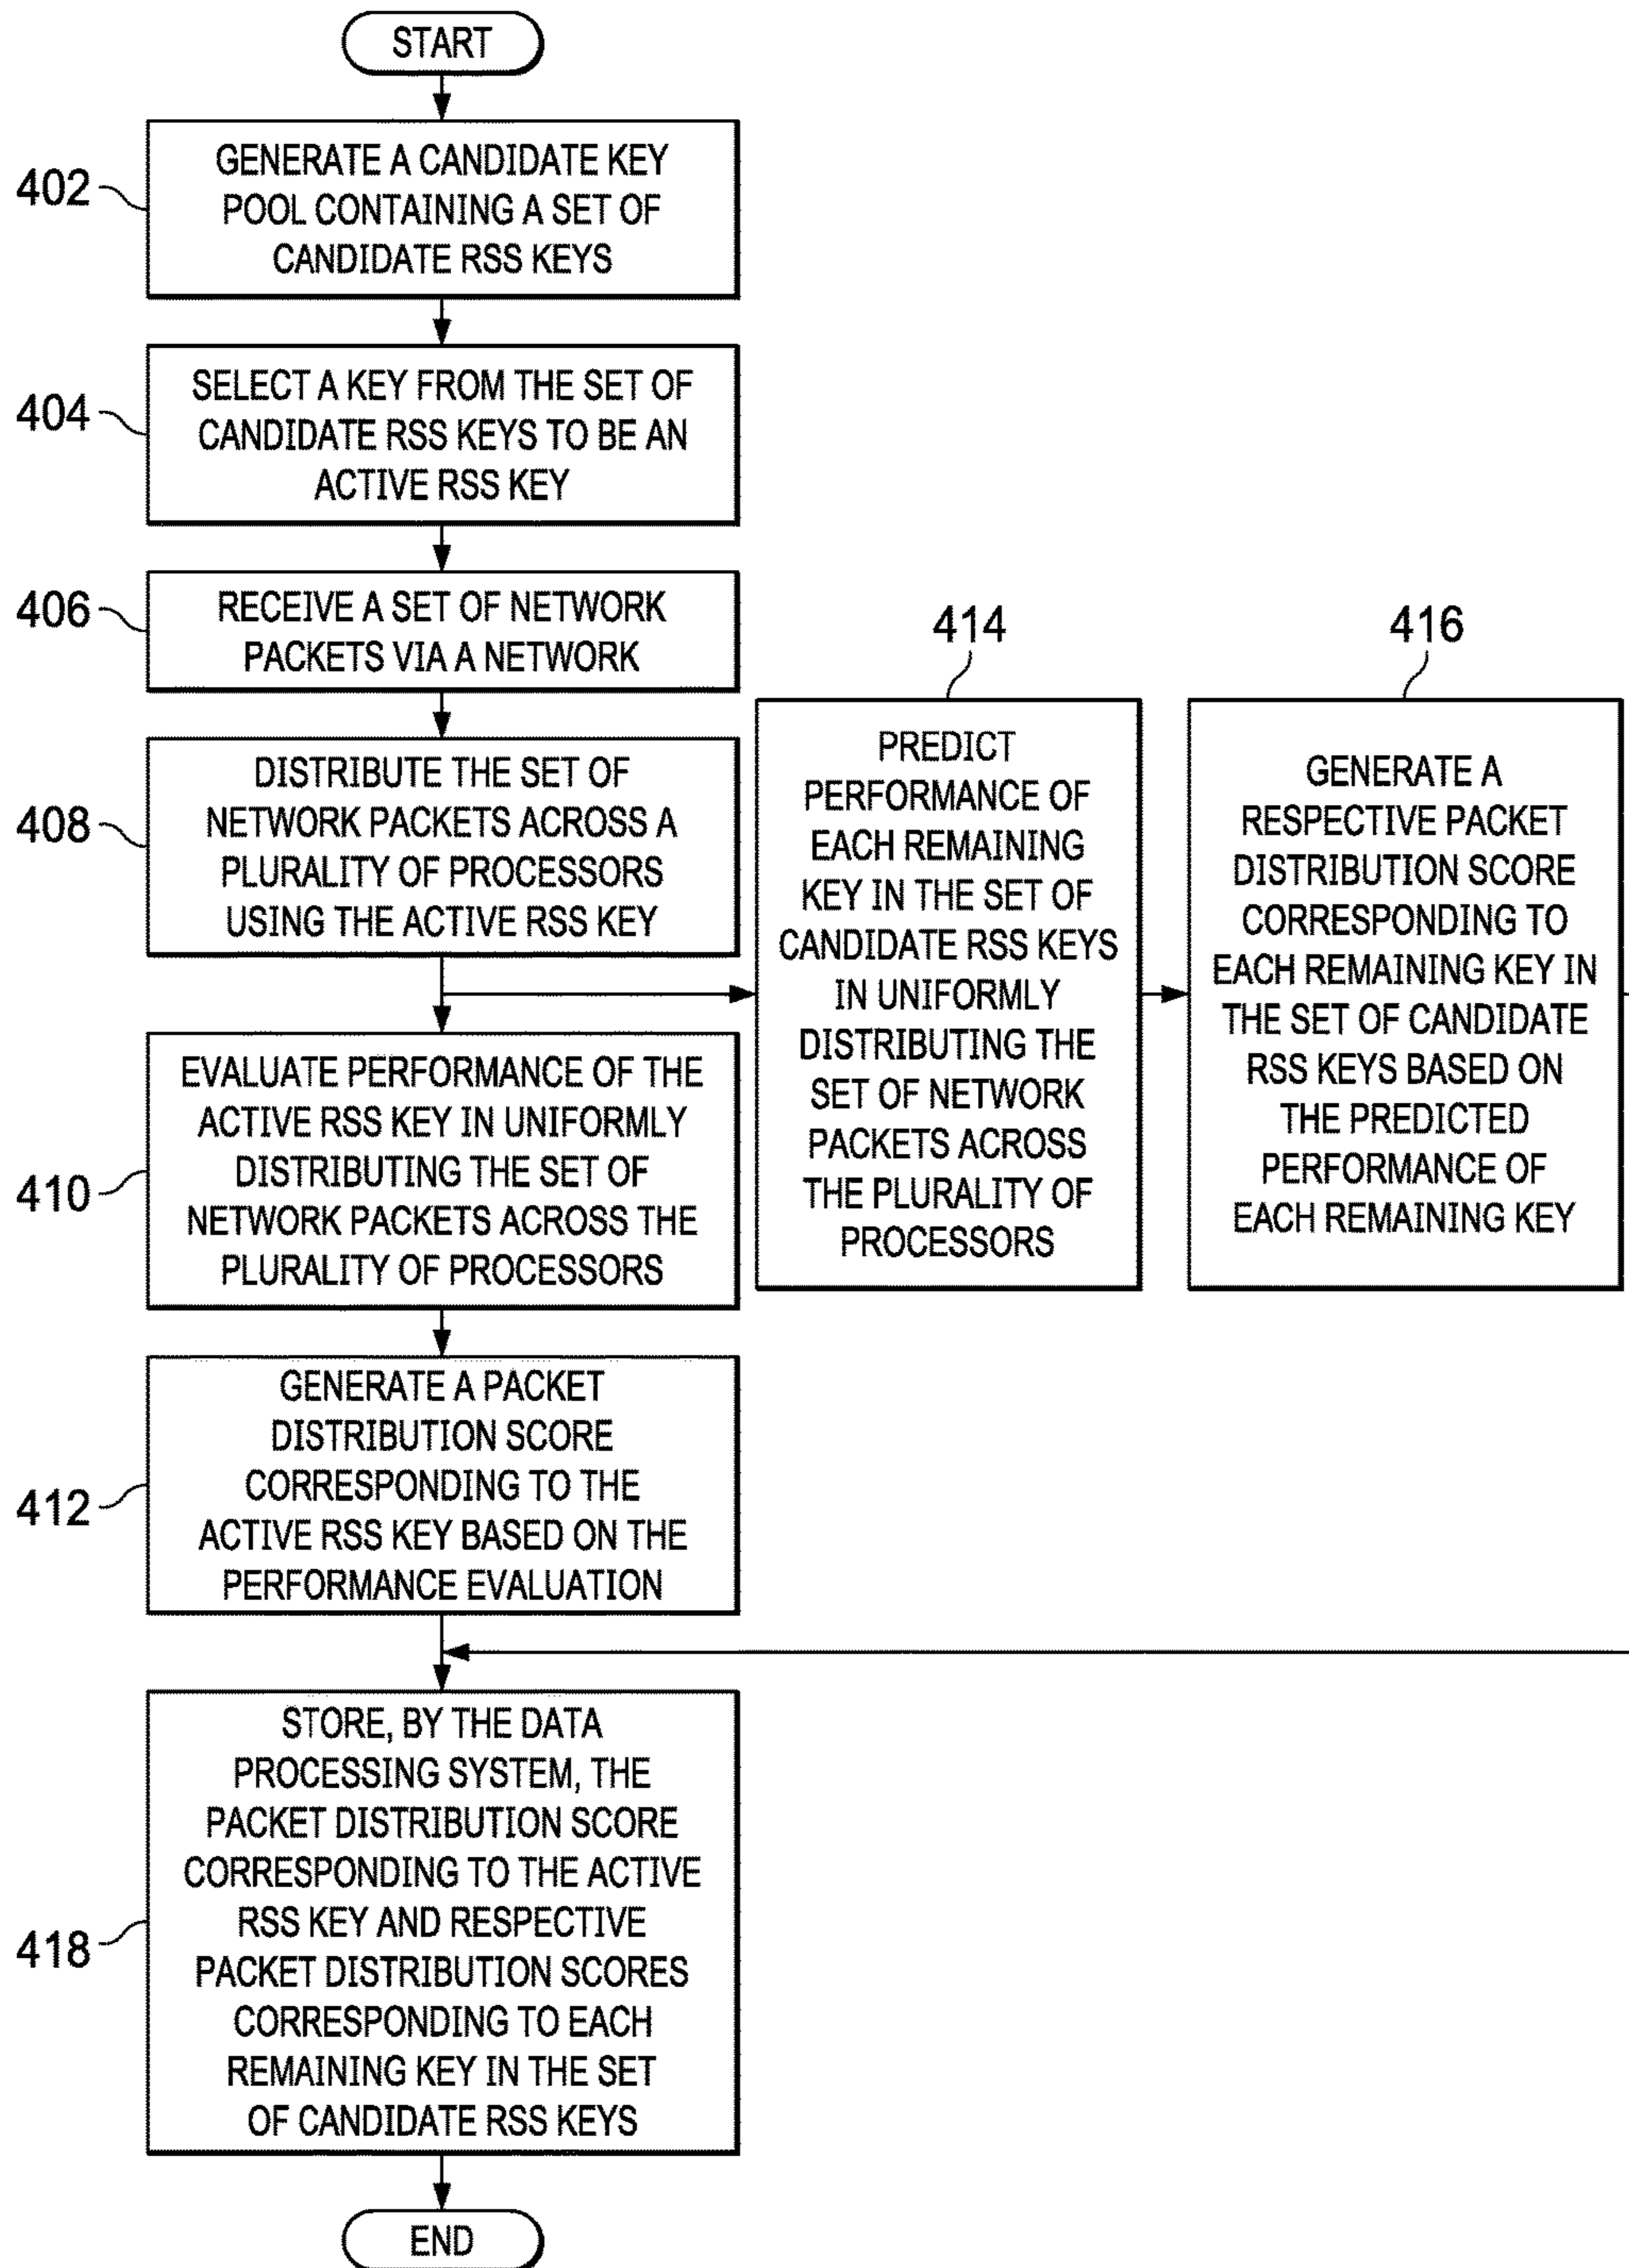 START
402
GENERATE A CANDIDATE KEY
POOL CONTAINING A SET OF
CANDIDATE RSS KEYS
404
SELECT A KEY FROM THE SET OF
CANDIDATE RSS KEYS TO BE AN
ACTIVE RSS KEY
406
RECEIVE A SET OF NETWORK
PACKETS VIA A NETWORK
408
DISTRIBUTE THE SET OF
NETWORK PACKETS ACROSS A
PLURALITY OF PROCESSORS
USING THE ACTIVE RSS KEY
410
EVALUATE PERFORMANCE OF THE
ACTIVE RSS KEY IN UNIFORMLY
DISTRIBUTING THE SET OF
NETWORK PACKETS ACROSS THE
PLURALITY OF PROCESSORS
412
GENERATE A PACKET
DISTRIBUTION SCORE
CORRESPONDING TO THE
ACTIVE RSS KEY BASED ON THE
PERFORMANCE EVALUATION
414
PREDICT
PERFORMANCE OF
EACH REMAINING
KEY IN THE SET OF
CANDIDATE RSS KEYS
IN UNIFORMLY
DISTRIBUTING THE
SET OF NETWORK
PACKETS ACROSS
THE PLURALITY OF
PROCESSORS
416
GENERATE A
RESPECTIVE PACKET
DISTRIBUTION SCORE
CORRESPONDING TO
EACH REMAINING KEY IN
THE SET OF CANDIDATE
RSS KEYS BASED ON
THE PREDICTED
PERFORMANCE OF
EACH REMAINING KEY
418
STORE, BY THE DATA
PROCESSING SYSTEM, THE
PACKET DISTRIBUTION SCORE
CORRESPONDING TO THE ACTIVE
RSS KEY AND RESPECTIVE
PACKET DISTRIBUTION SCORES
CORRESPONDING TO EACH
REMAINING KEY IN THE SET
OF CANDIDATE RSS KEYS
END